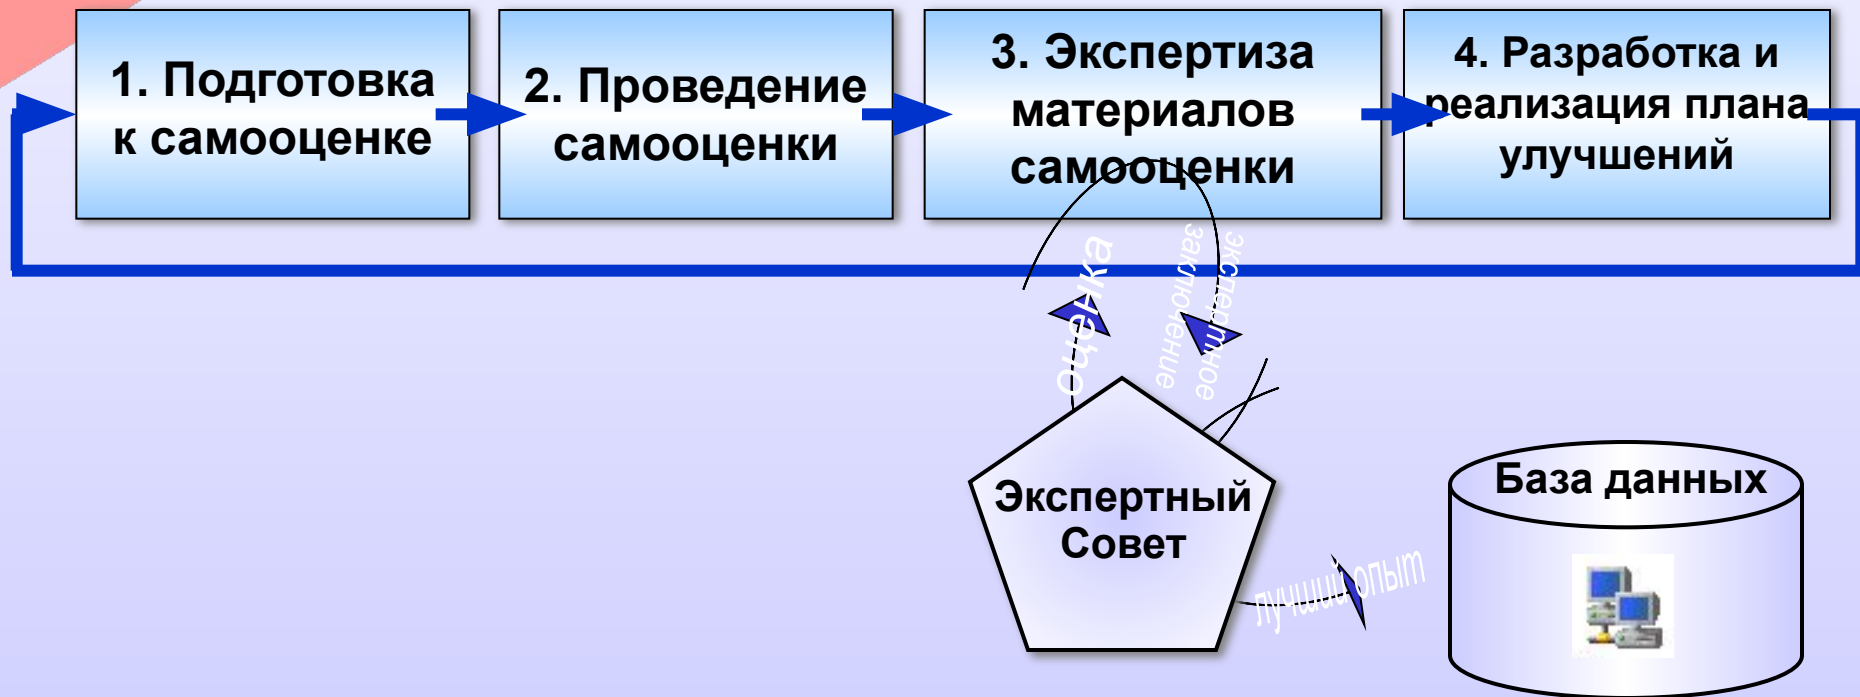 1. Подготовка
к самооценке
2. Проведение
самооценки
3. Экспертиза
материалов
самооценки
4. Разработка и
реализация плана
улучшений
оценка
экспертное
заключение
Экспертный
Совет
лучший опыт
База данных